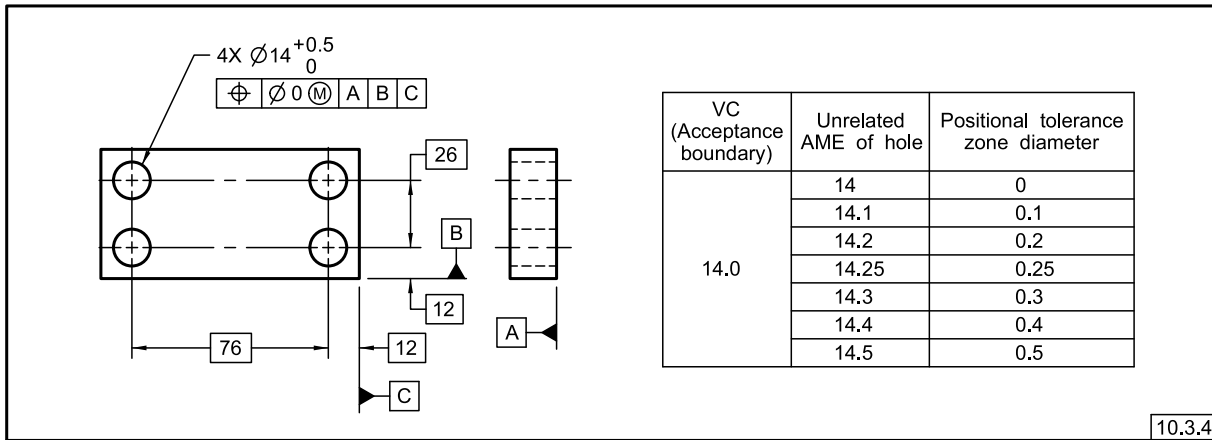 4X ⌀14 +0.5
0
⌖ ⌀ 0 Ⓜ A B C
26
B
12
76
12
C
A
VC (Acceptance boundary)
Unrelated AME of hole
Positional tolerance zone diameter
14.0
14 0
14.1 0.1
14.2 0.2
14.25 0.25
14.3 0.3
14.4 0.4
14.5 0.5
10.3.4